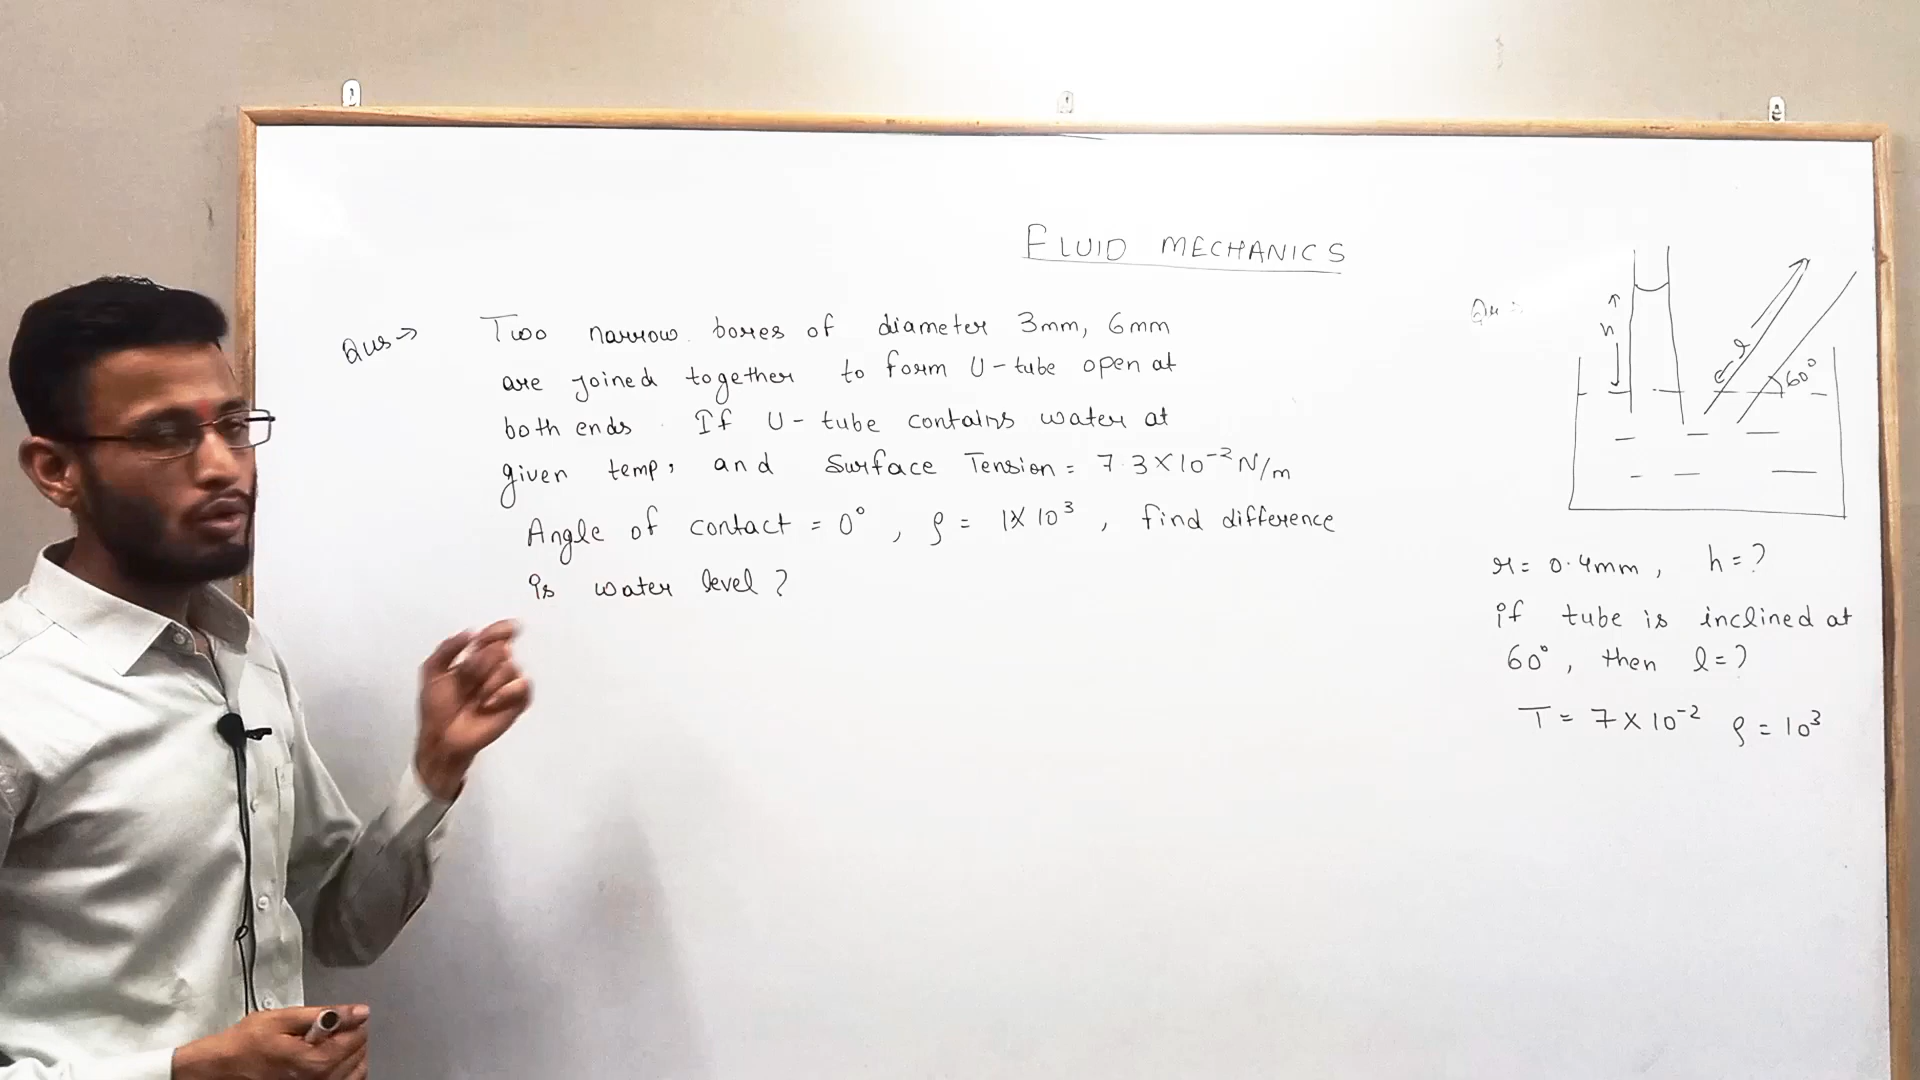 FLUID MECHANICS
Qus → Two narrow bores of diameter 3mm, 6mm
are joined together to form U-tube open at
both ends. If U-tube contains water at
given temp, and Surface Tension = 7.3×10⁻² N/m
Angle of contact = 0°, ρ = 1×10³, find difference
is water level?
Qu :
h
l
60°
r = 0.4mm, h = ?
if tube is inclined at
60°, then l = ?
T = 7×10⁻² ρ = 10³